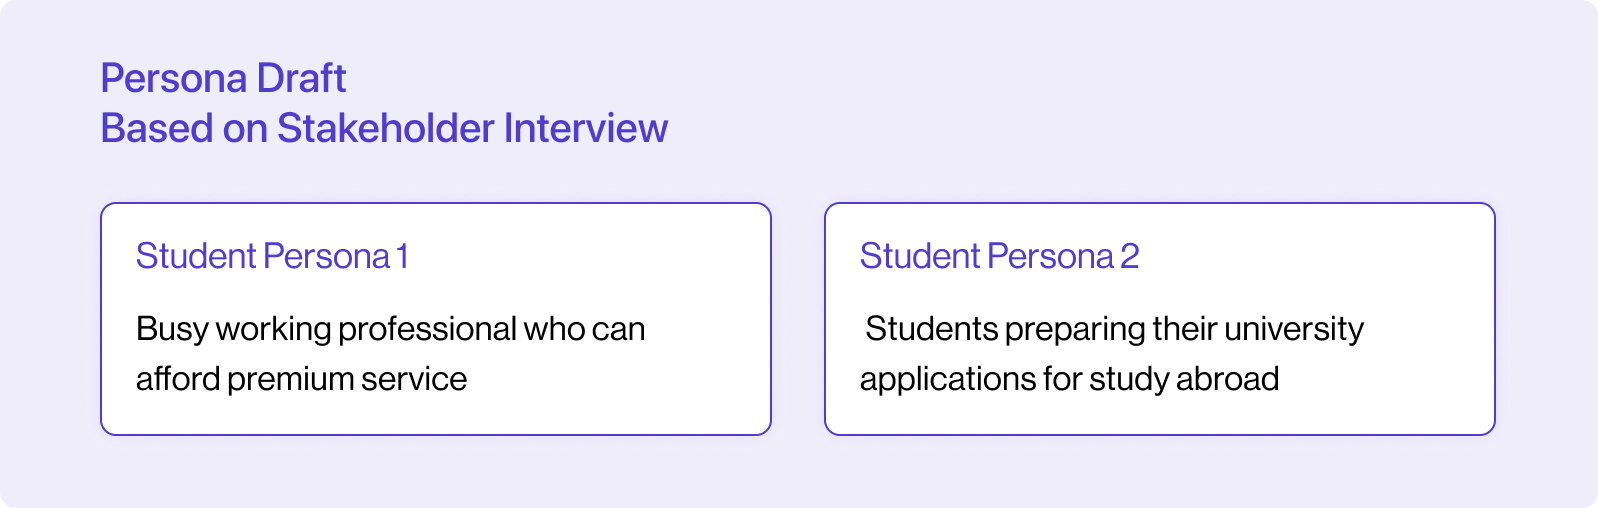 Persona Draft
Based on Stakeholder Interview
Student Persona 1
Busy working professional who can
afford premium service
Student Persona 2
Students preparing their university
applications for study abroad